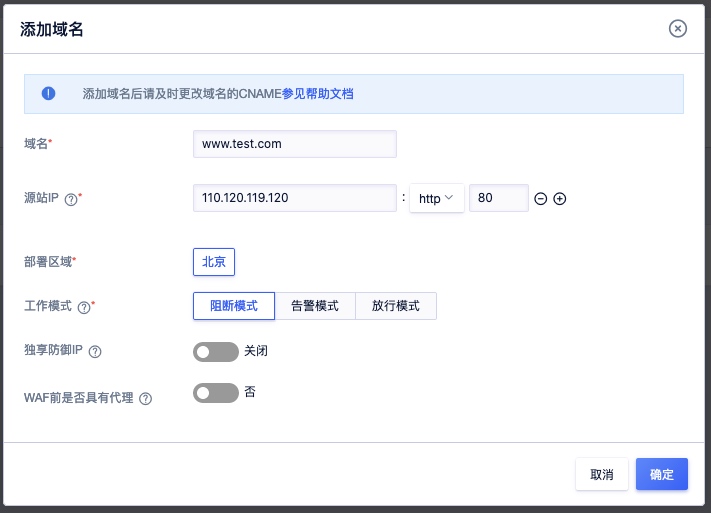 添加域名
添加域名后请及时更改域名的CNAME参见帮助文档
域名* www.test.com
源站IP ? * 110.120.119.120 : http 80
部署区域* 北京
工作模式 ? * 阻断模式 告警模式 放行模式
独享防御IP ? 关闭
WAF前是否具有代理 ? 否
取消 确定